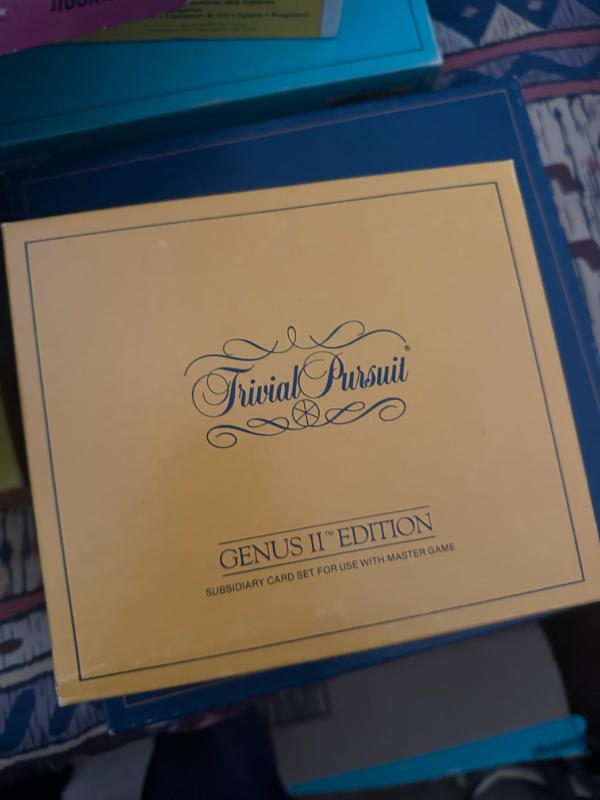 Trivial Pursuit®
GENUS II™ EDITION
SUBSIDIARY CARD SET FOR USE WITH MASTER GAME